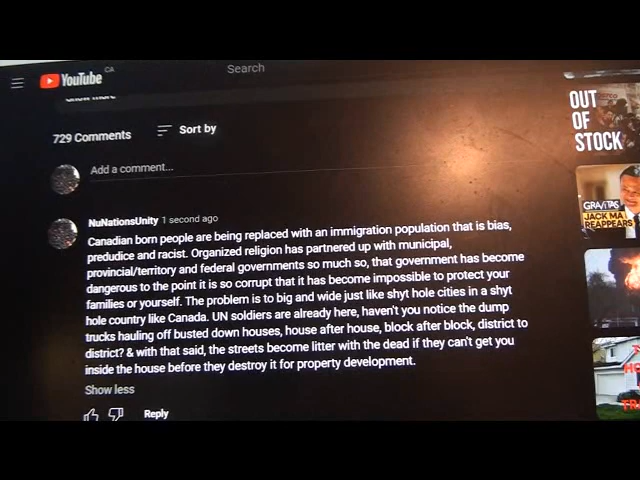 YouTube CA
Search
Show more
729 Comments
Sort by
Add a comment...
NuNationsUnity 1 second ago
Canadian born people are being replaced with an immigration population that is bias,
predudice and racist. Organized religion has partnered up with municipal,
provincial/territory and federal governments so much so, that government has become
dangerous to the point it is so corrupt that it has become impossible to protect your
families or yourself. The problem is to big and wide just like shyt hole cities in a shyt
hole country like Canada. UN soldiers are already here, haven't you notice the dump
trucks hauling off busted down houses, house after house, block after block, district to
district? & with that said, the streets become litter with the dead if they can't get you
inside the house before they destroy it for property development.
Show less
Reply
OUT
OF
STOCK
GRAVITAS
JACK MA
REAPPEARS